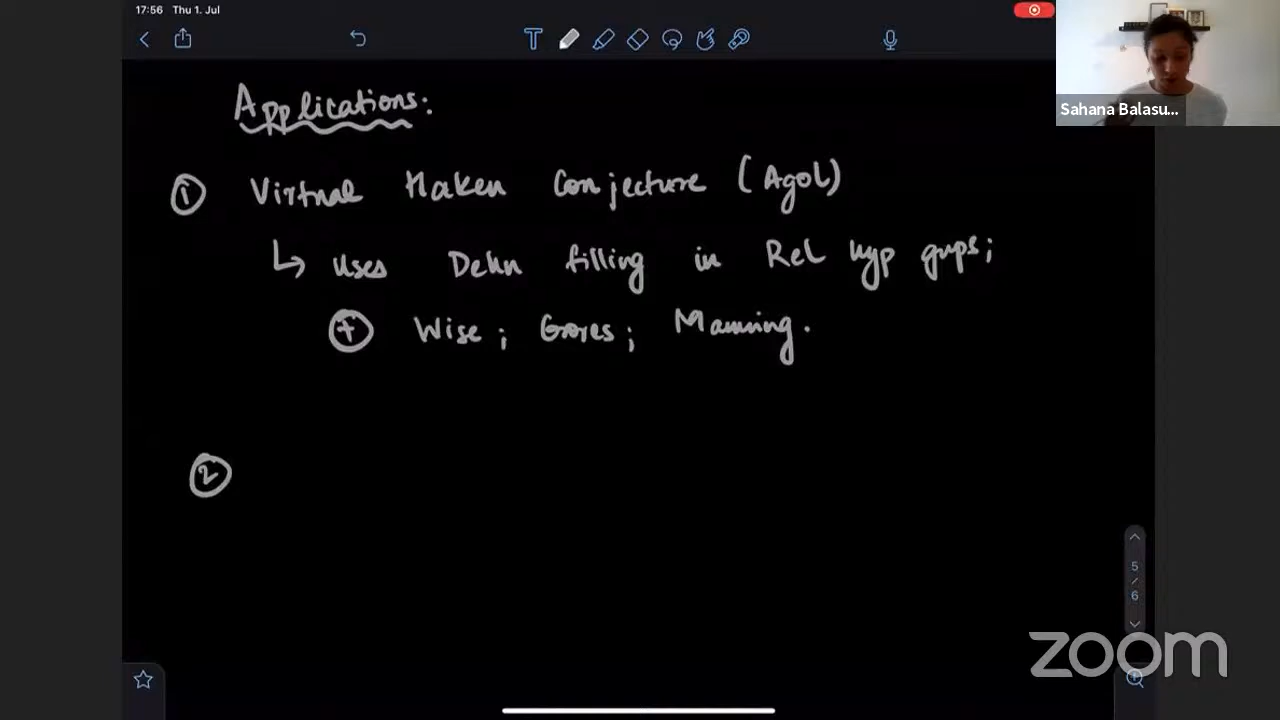 17:56 Thu 1. Jul
Sahana Balasu...
Applications:
① Virtual Haken Conjecture (Agol)
↳ uses Dehn filling in Rel hyp grps;
⊕ Wise; Groves; Manning.
②
5
/
6
zoom